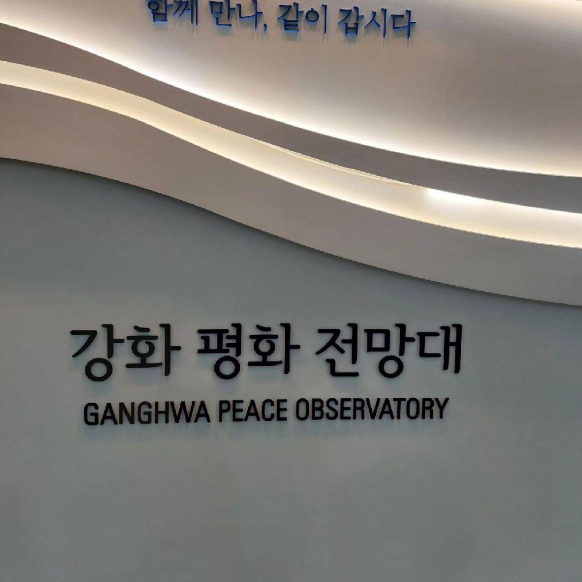 함께 만나, 같이 갑시다
강화 평화 전망대
GANGHWA PEACE OBSERVATORY